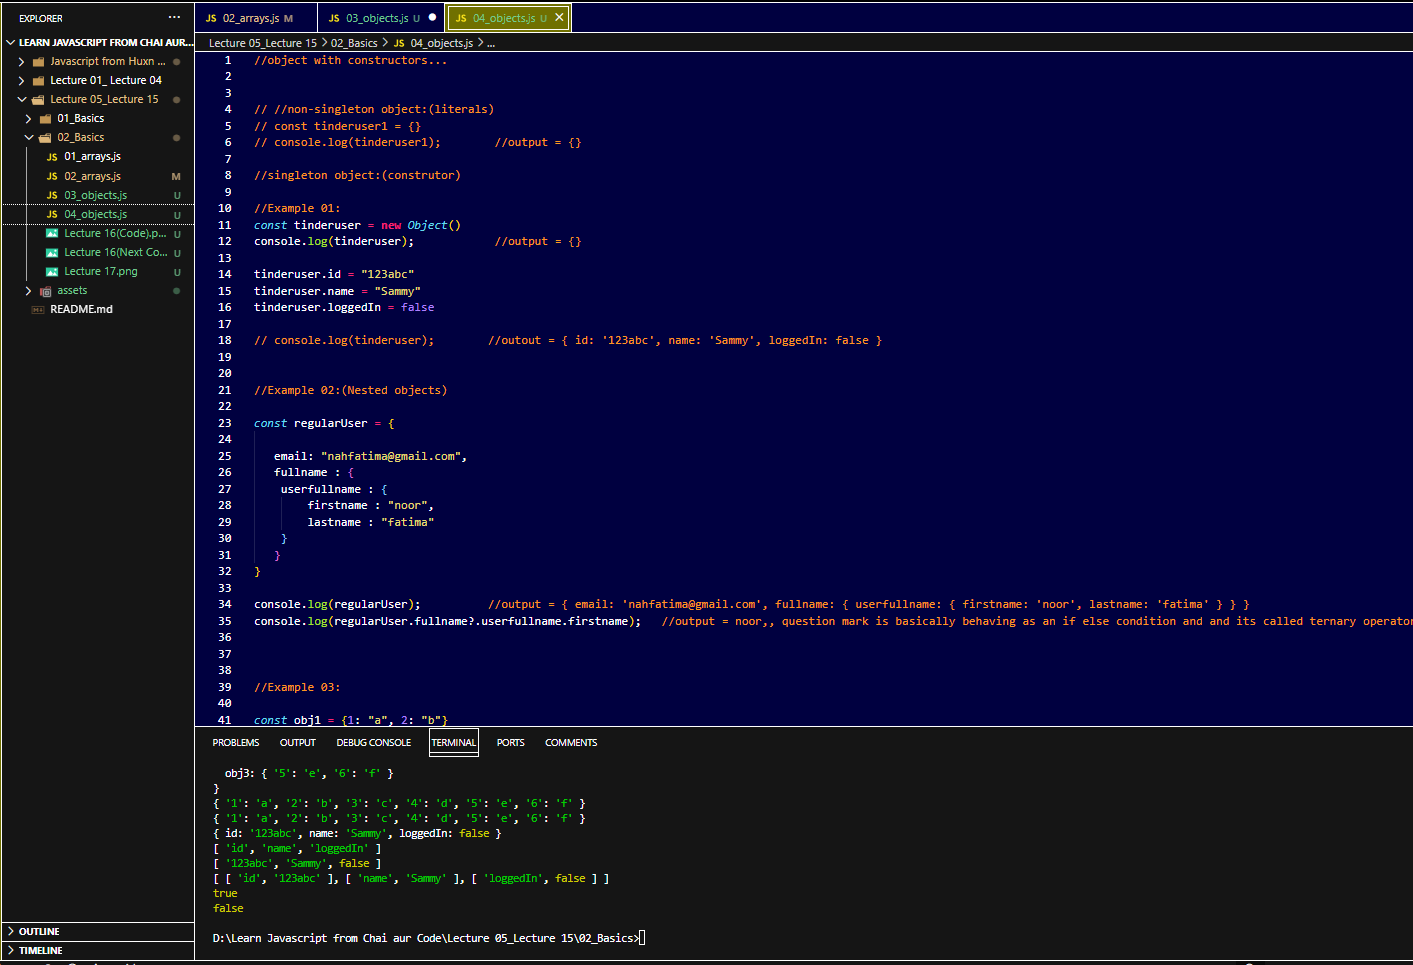 EXPLORER ...
LEARN JAVASCRIPT FROM CHAI AUR...
Javascript from Huxn ...
Lecture 01_ Lecture 04
Lecture 05_Lecture 15
01_Basics
02_Basics
JS 01_arrays.js
JS 02_arrays.js M
JS 03_objects.js U
JS 04_objects.js U
Lecture 16(Code).p... U
Lecture 16(Next Co... U
Lecture 17.png U
assets
README.md
OUTLINE
TIMELINE
JS 02_arrays.js M JS 03_objects.js U JS 04_objects.js U
Lecture 05_Lecture 15 > 02_Basics > JS 04_objects.js > ...
1 //object with constructors...
2
3
4 // //non-singleton object:(literals)
5 // const tinderuser1 = {}
6 // console.log(tinderuser1); //output = {}
7
8 //singleton object:(construtor)
9
10 //Example 01:
11 const tinderuser = new Object()
12 console.log(tinderuser); //output = {}
13
14 tinderuser.id = "123abc"
15 tinderuser.name = "Sammy"
16 tinderuser.loggedIn = false
17
18 // console.log(tinderuser); //outout = { id: '123abc', name: 'Sammy', loggedIn: false }
19
20
21 //Example 02:(Nested objects)
22
23 const regularUser = {
24
25 email: "nahfatima@gmail.com",
26 fullname : {
27 userfullname : {
28 firstname : "noor",
29 lastname : "fatima"
30 }
31 }
32 }
33
34 console.log(regularUser); //output = { email: 'nahfatima@gmail.com', fullname: { userfullname: { firstname: 'noor', lastname: 'fatima' } } }
35 console.log(regularUser.fullname?.userfullname.firstname); //output = noor,, question mark is basically behaving as an if else condition and and its called ternary operator
36
37
38
39 //Example 03:
40
41 const obj1 = {1: "a", 2: "b"}
PROBLEMS OUTPUT DEBUG CONSOLE TERMINAL PORTS COMMENTS
obj3: { '5': 'e', '6': 'f' }
}
{ '1': 'a', '2': 'b', '3': 'c', '4': 'd', '5': 'e', '6': 'f' }
{ '1': 'a', '2': 'b', '3': 'c', '4': 'd', '5': 'e', '6': 'f' }
{ id: '123abc', name: 'Sammy', loggedIn: false }
[ 'id', 'name', 'loggedIn' ]
[ '123abc', 'Sammy', false ]
[ [ 'id', '123abc' ], [ 'name', 'Sammy' ], [ 'loggedIn', false ] ]
true
false
D:\Learn Javascript from Chai aur Code\Lecture 05_Lecture 15\02_Basics>